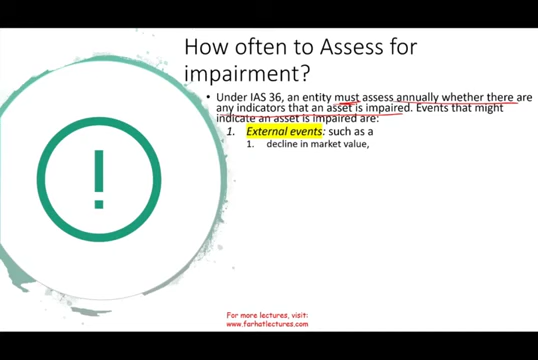 How often to Assess for
impairment?
• Under IAS 36, an entity must assess annually whether there are
any indicators that an asset is impaired. Events that might
indicate an asset is impaired are:
1. External events: such as a
1. decline in market value,
For more lectures, visit:
www.farhatlectures.com